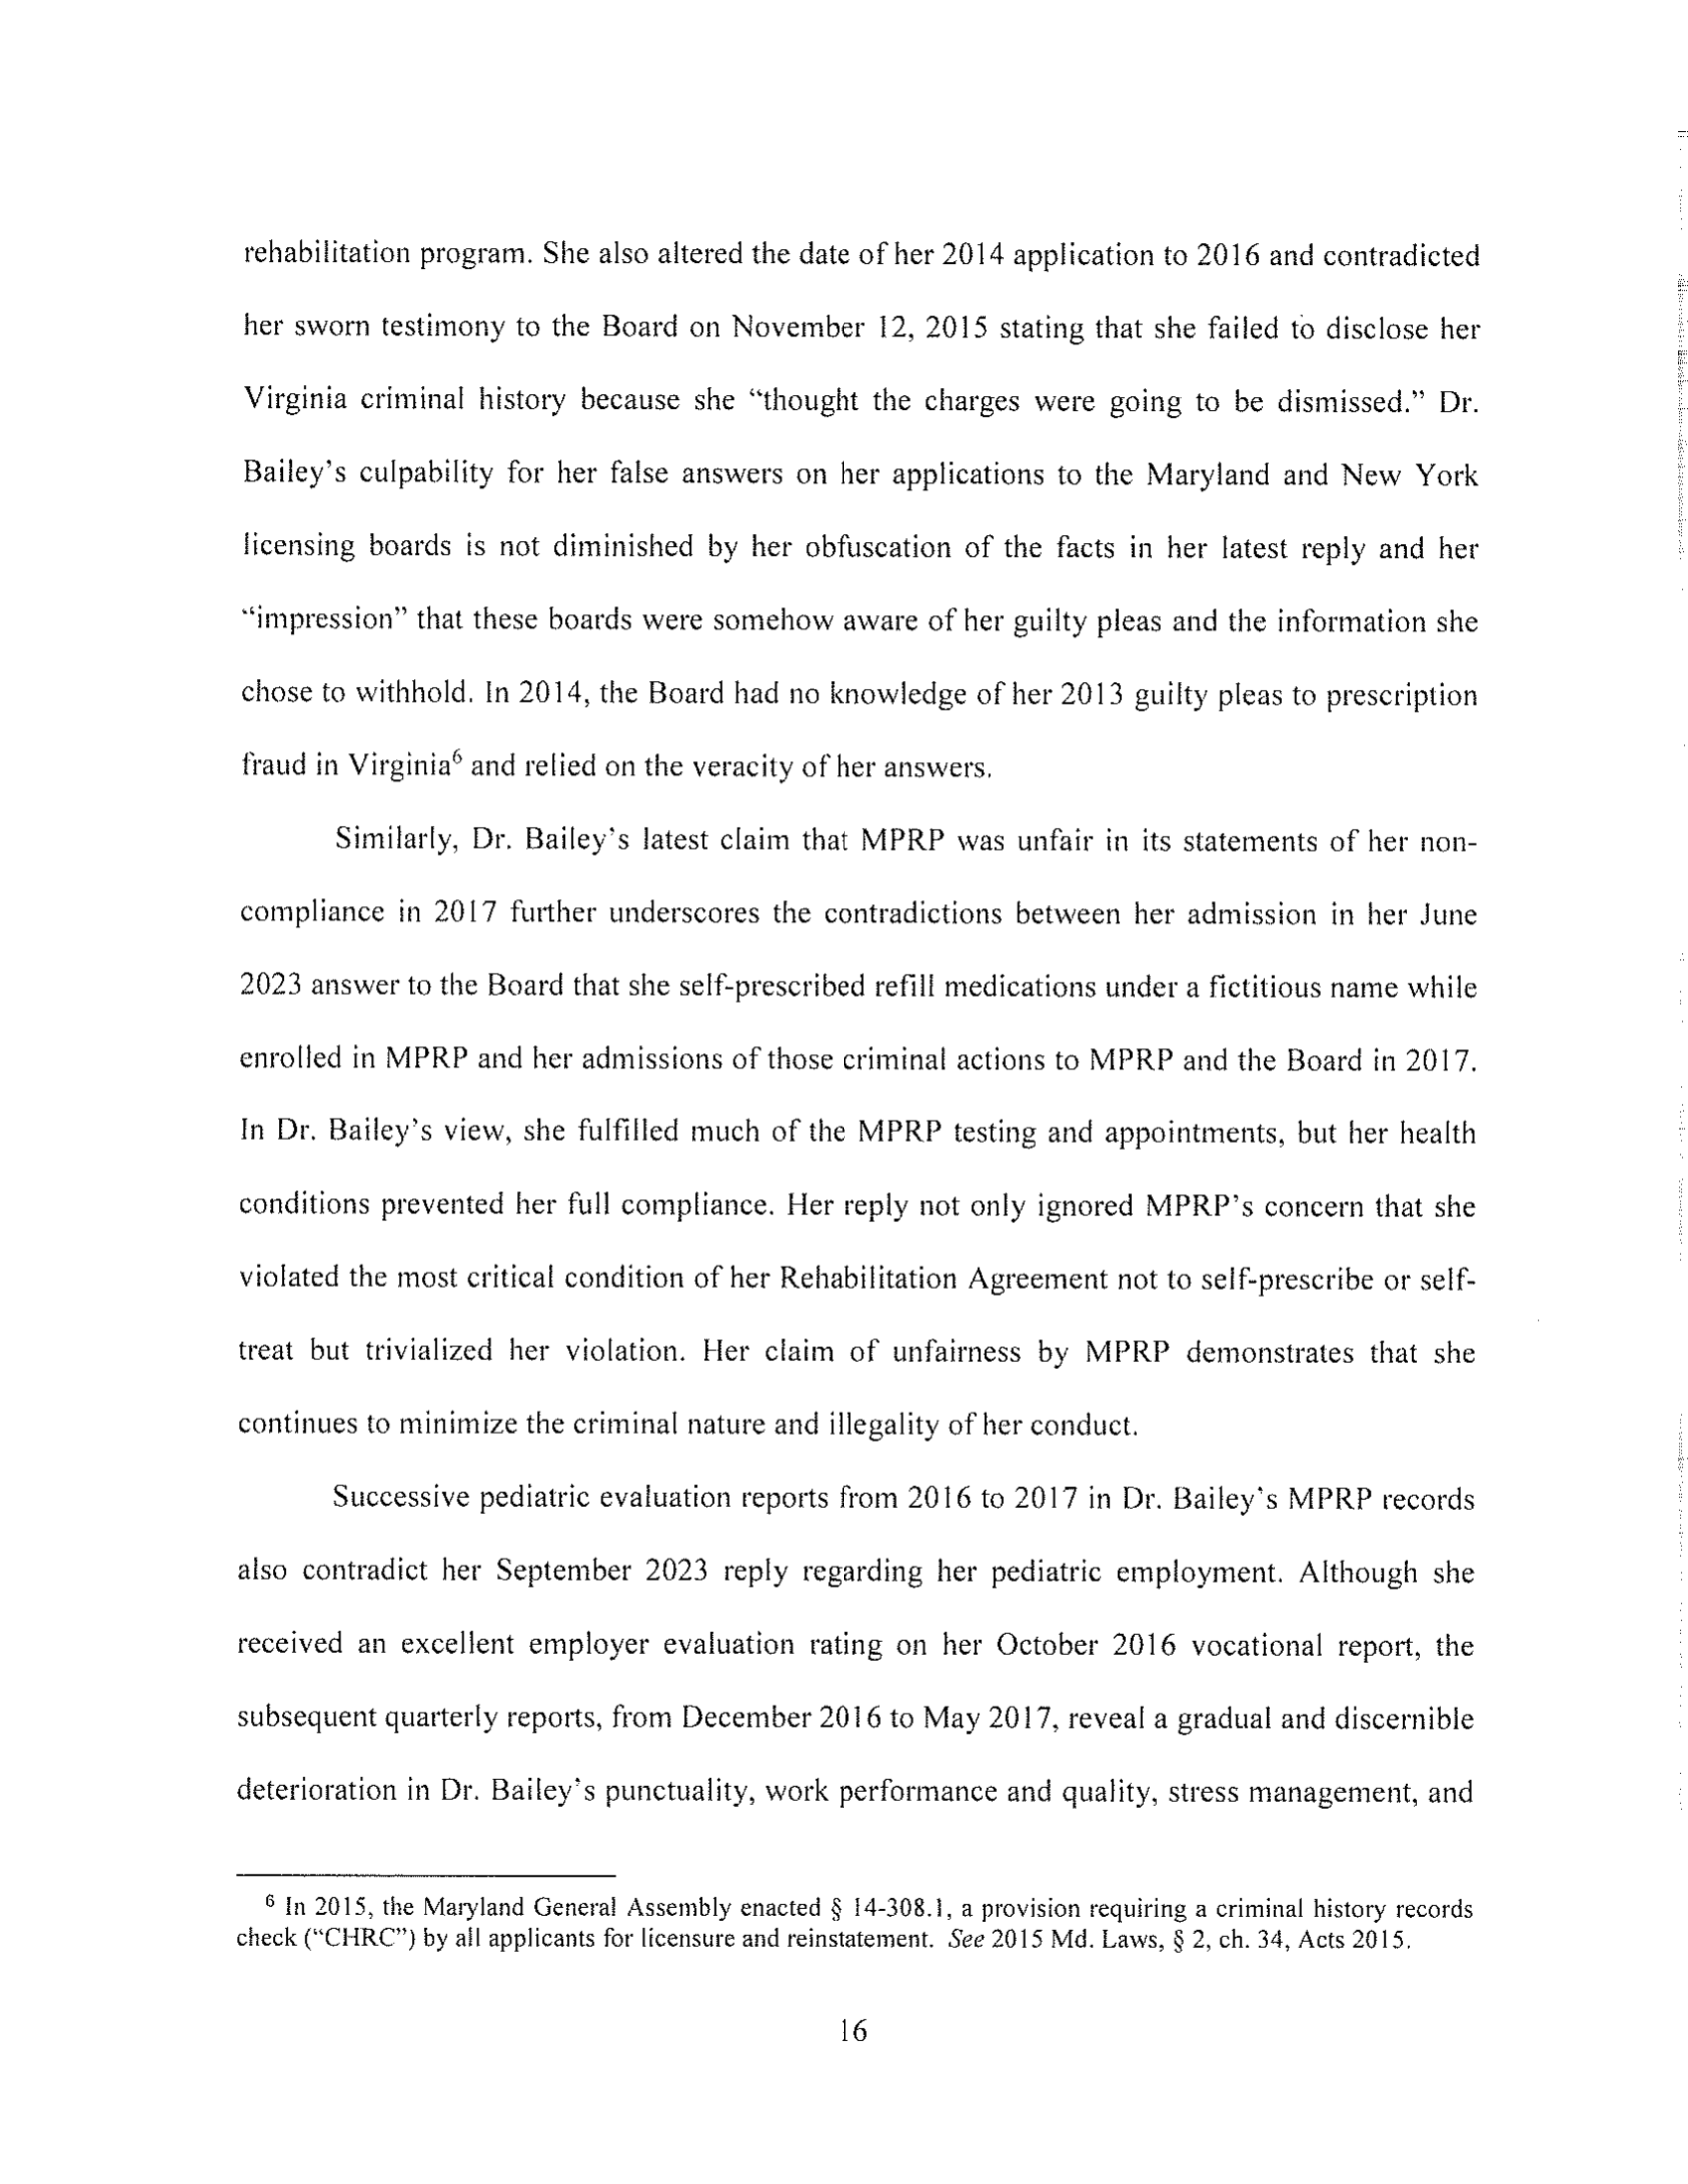 rehabilitation program. She also altered the date of her 2014 application to 2016 and contradicted
her sworn testimony to the Board on November 12, 2015 stating that she failed to disclose her
Virginia criminal history because she “thought the charges were going to be dismissed.” Dr.
Bailey’s culpability for her false answers on her applications to the Maryland and New York
licensing boards is not diminished by her obfuscation of the facts in her latest reply and her
“impression” that these boards were somehow aware of her guilty pleas and the information she
chose to withhold. In 2014, the Board had no knowledge of her 2013 guilty pleas to prescription
fraud in Virginia⁶ and relied on the veracity of her answers.
Similarly, Dr. Bailey’s latest claim that MPRP was unfair in its statements of her non-
compliance in 2017 further underscores the contradictions between her admission in her June
2023 answer to the Board that she self-prescribed refill medications under a fictitious name while
enrolled in MPRP and her admissions of those criminal actions to MPRP and the Board in 2017.
In Dr. Bailey’s view, she fulfilled much of the MPRP testing and appointments, but her health
conditions prevented her full compliance. Her reply not only ignored MPRP’s concern that she
violated the most critical condition of her Rehabilitation Agreement not to self-prescribe or self-
treat but trivialized her violation. Her claim of unfairness by MPRP demonstrates that she
continues to minimize the criminal nature and illegality of her conduct.
Successive pediatric evaluation reports from 2016 to 2017 in Dr. Bailey’s MPRP records
also contradict her September 2023 reply regarding her pediatric employment. Although she
received an excellent employer evaluation rating on her October 2016 vocational report, the
subsequent quarterly reports, from December 2016 to May 2017, reveal a gradual and discernible
deterioration in Dr. Bailey’s punctuality, work performance and quality, stress management, and
⁶ In 2015, the Maryland General Assembly enacted § 14-308.1, a provision requiring a criminal history records
check (“CHRC”) by all applicants for licensure and reinstatement. See 2015 Md. Laws, § 2, ch. 34, Acts 2015.
16